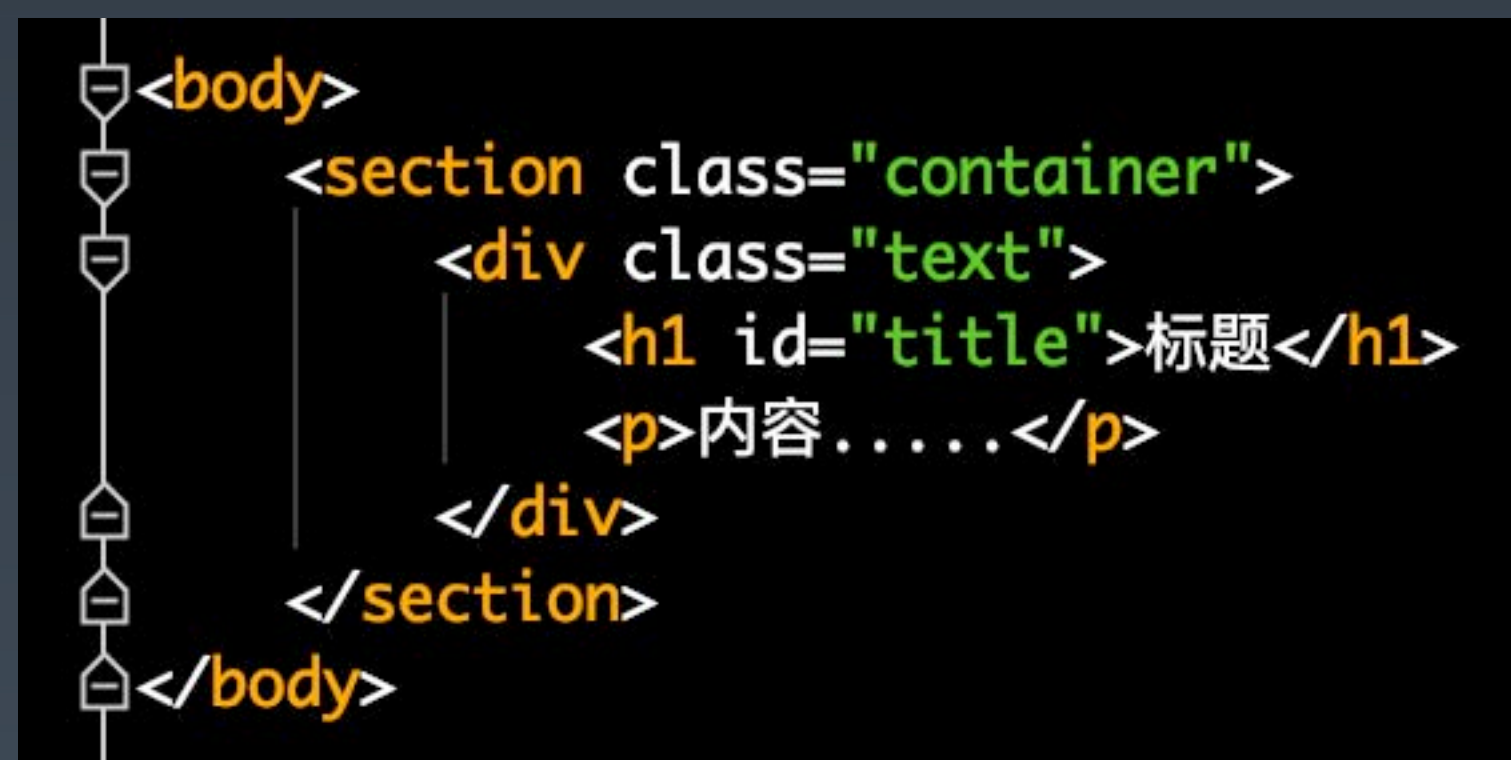 <body>
<section class="container">
<div class="text">
<h1 id="title">标题</h1>
<p>内容.....</p>
</div>
</section>
</body>